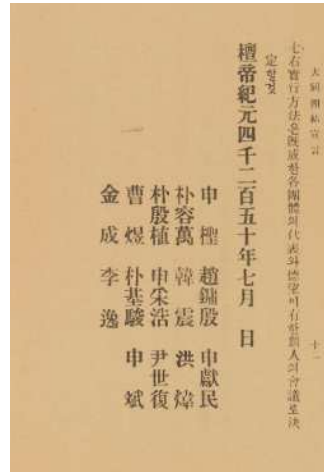 大同團結宣言
十一
七、右實行方法은旣成한各團體의代表와德望이有한個人의會議로決
定할것
檀帝紀元四千二百五十年七月 日
申檉 趙鏞殷 申獻民
朴容萬 韓震 洪煒
朴殷植 申采浩 尹世復
曹煜 朴基駿 申斌
金成 李逸